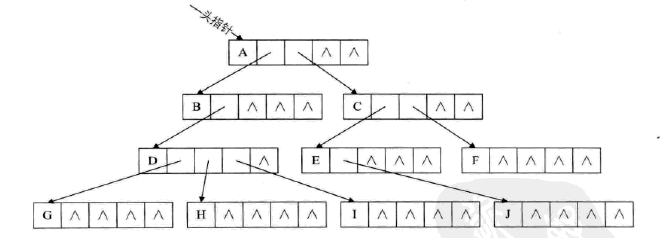 头指针
A ∧ ∧
B ∧ ∧ ∧ C ∧ ∧
D ∧ E ∧ ∧ ∧ F ∧ ∧ ∧ ∧
G ∧ ∧ ∧ ∧ H ∧ ∧ ∧ ∧ I ∧ ∧ ∧ ∧ J ∧ ∧ ∧ ∧